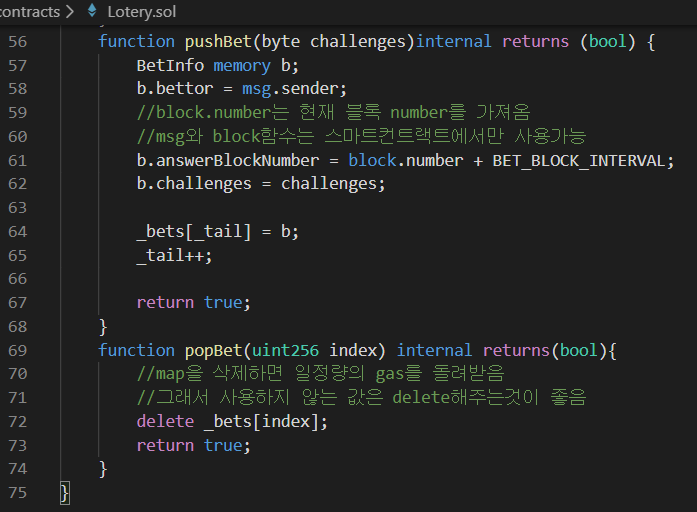 contracts > Lotery.sol
56 function pushBet(byte challenges)internal returns (bool) {
57 BetInfo memory b;
58 b.bettor = msg.sender;
59 //block.number는 현재 블록 number를 가져옴
60 //msg와 block함수는 스마트컨트랙트에서만 사용가능
61 b.answerBlockNumber = block.number + BET_BLOCK_INTERVAL;
62 b.challenges = challenges;
63
64 _bets[_tail] = b;
65 _tail++;
66
67 return true;
68 }
69 function popBet(uint256 index) internal returns(bool){
70 //map을 삭제하면 일정량의 gas를 돌려받음
71 //그래서 사용하지 않는 값은 delete해주는것이 좋음
72 delete _bets[index];
73 return true;
74 }
75 }